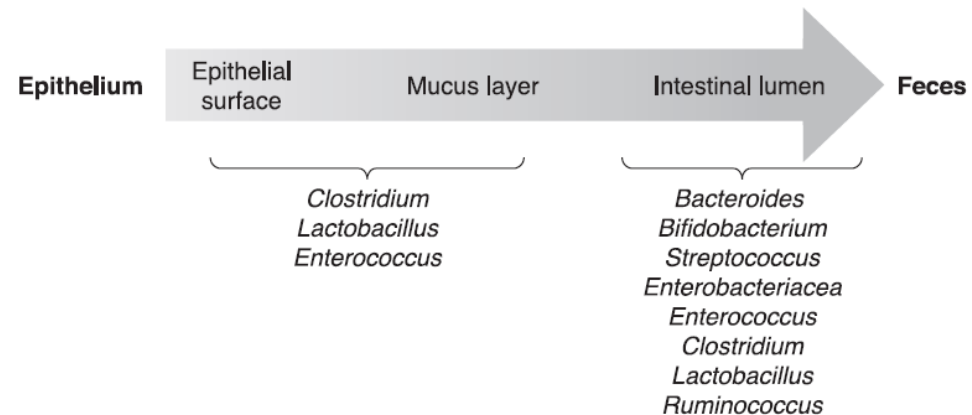 Epithelium
Epithelial
surface
Mucus layer
Intestinal lumen
Feces
Clostridium
Lactobacillus
Enterococcus
Bacteroides
Bifidobacterium
Streptococcus
Enterobacteriacea
Enterococcus
Clostridium
Lactobacillus
Ruminococcus